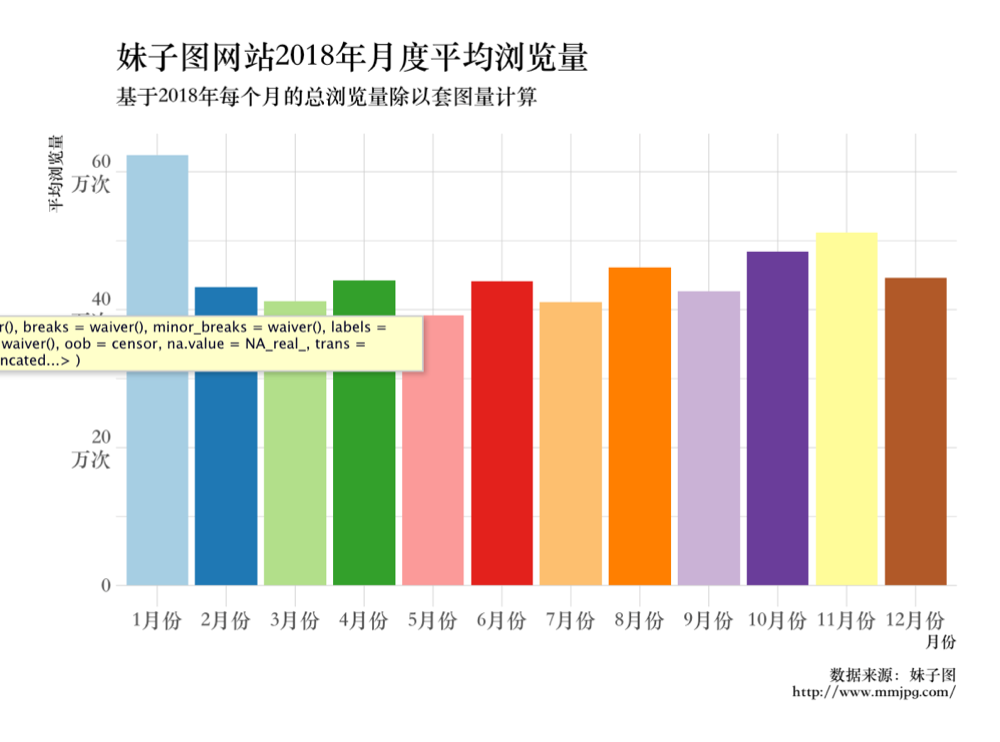 妹子图网站2018年月度平均浏览量
基于2018年每个月的总浏览量除以套图量计算
平均浏览量
60
万次
40
r(), breaks = waiver(), minor_breaks = waiver(), labels =
waiver(), oob = censor, na.value = NA_real_, trans =
ncated...> )
20
万次
0
1月份 2月份 3月份 4月份 5月份 6月份 7月份 8月份 9月份 10月份 11月份 12月份
月份
数据来源：妹子图
http://www.mmjpg.com/